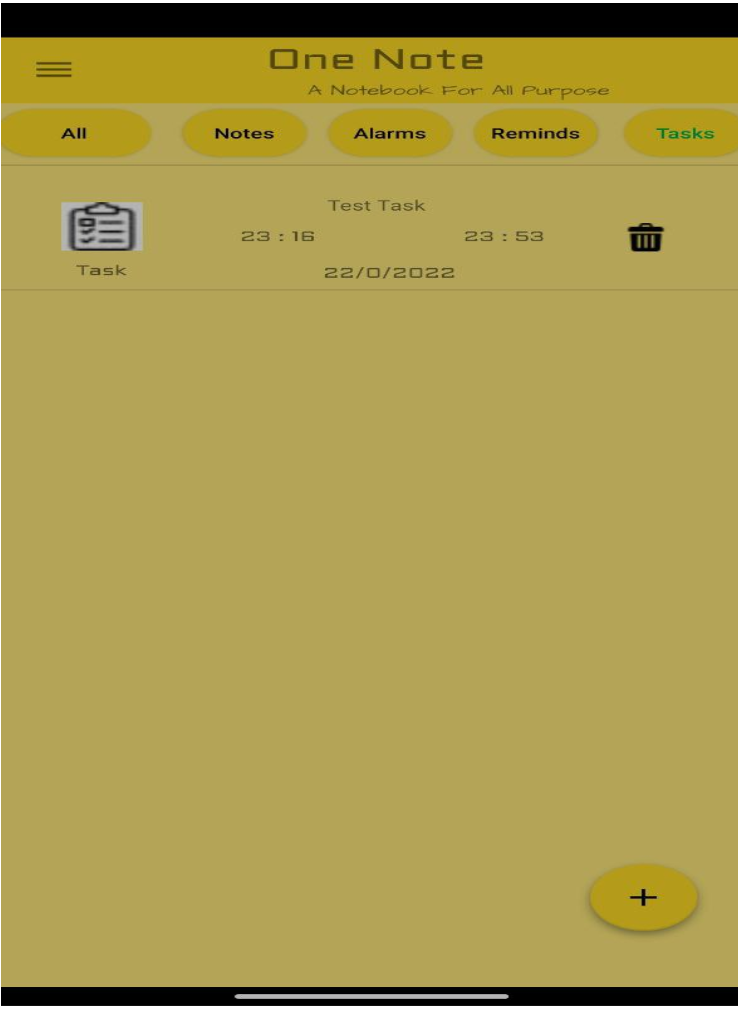 One Note
A Notebook For All Purpose
All Notes Alarms Reminds Tasks
Test Task
23 : 16 23 : 53
Task 22/0/2022
+